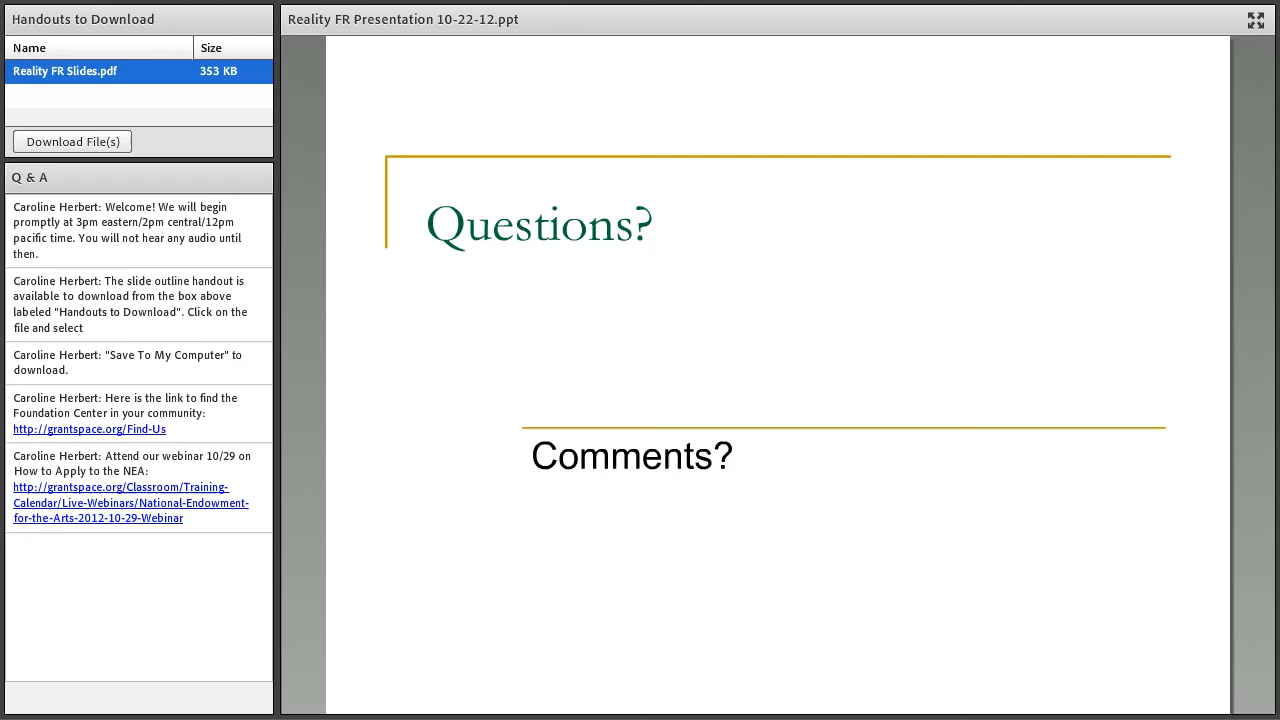 Handouts to Download
Name Size
Reality FR Slides.pdf 353 KB
Download File(s)
Q & A
Caroline Herbert: Welcome! We will begin
promptly at 3pm eastern/2pm central/12pm
pacific time. You will not hear any audio until
then.
Caroline Herbert: The slide outline handout is
available to download from the box above
labeled "Handouts to Download". Click on the
file and select
Caroline Herbert: "Save To My Computer" to
download.
Caroline Herbert: Here is the link to find the
Foundation Center in your community:
http://grantspace.org/Find-Us
Caroline Herbert: Attend our webinar 10/29 on
How to Apply to the NEA:
http://grantspace.org/Classroom/Training-
Calendar/Live-Webinars/National-Endowment-
for-the-Arts-2012-10-29-Webinar
Reality FR Presentation 10-22-12.ppt
Questions?
Comments?